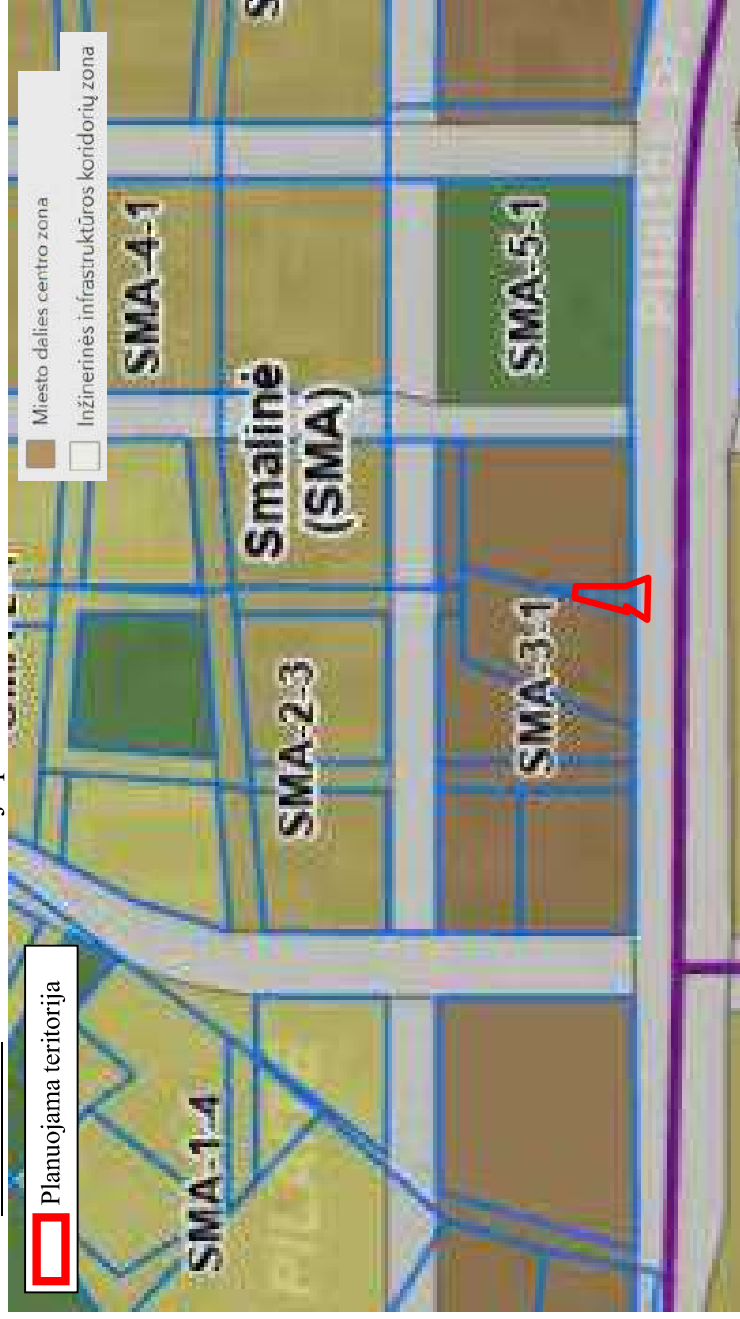 Planuojama teritorija
Miesto dalies centro zona
Inžinerinės infrastruktūros koridorių zona
SMA-1-4
SMA-2-3
Smalinė
(SMA)
SMA-4-1
SMA-3-1
SMA-5-1